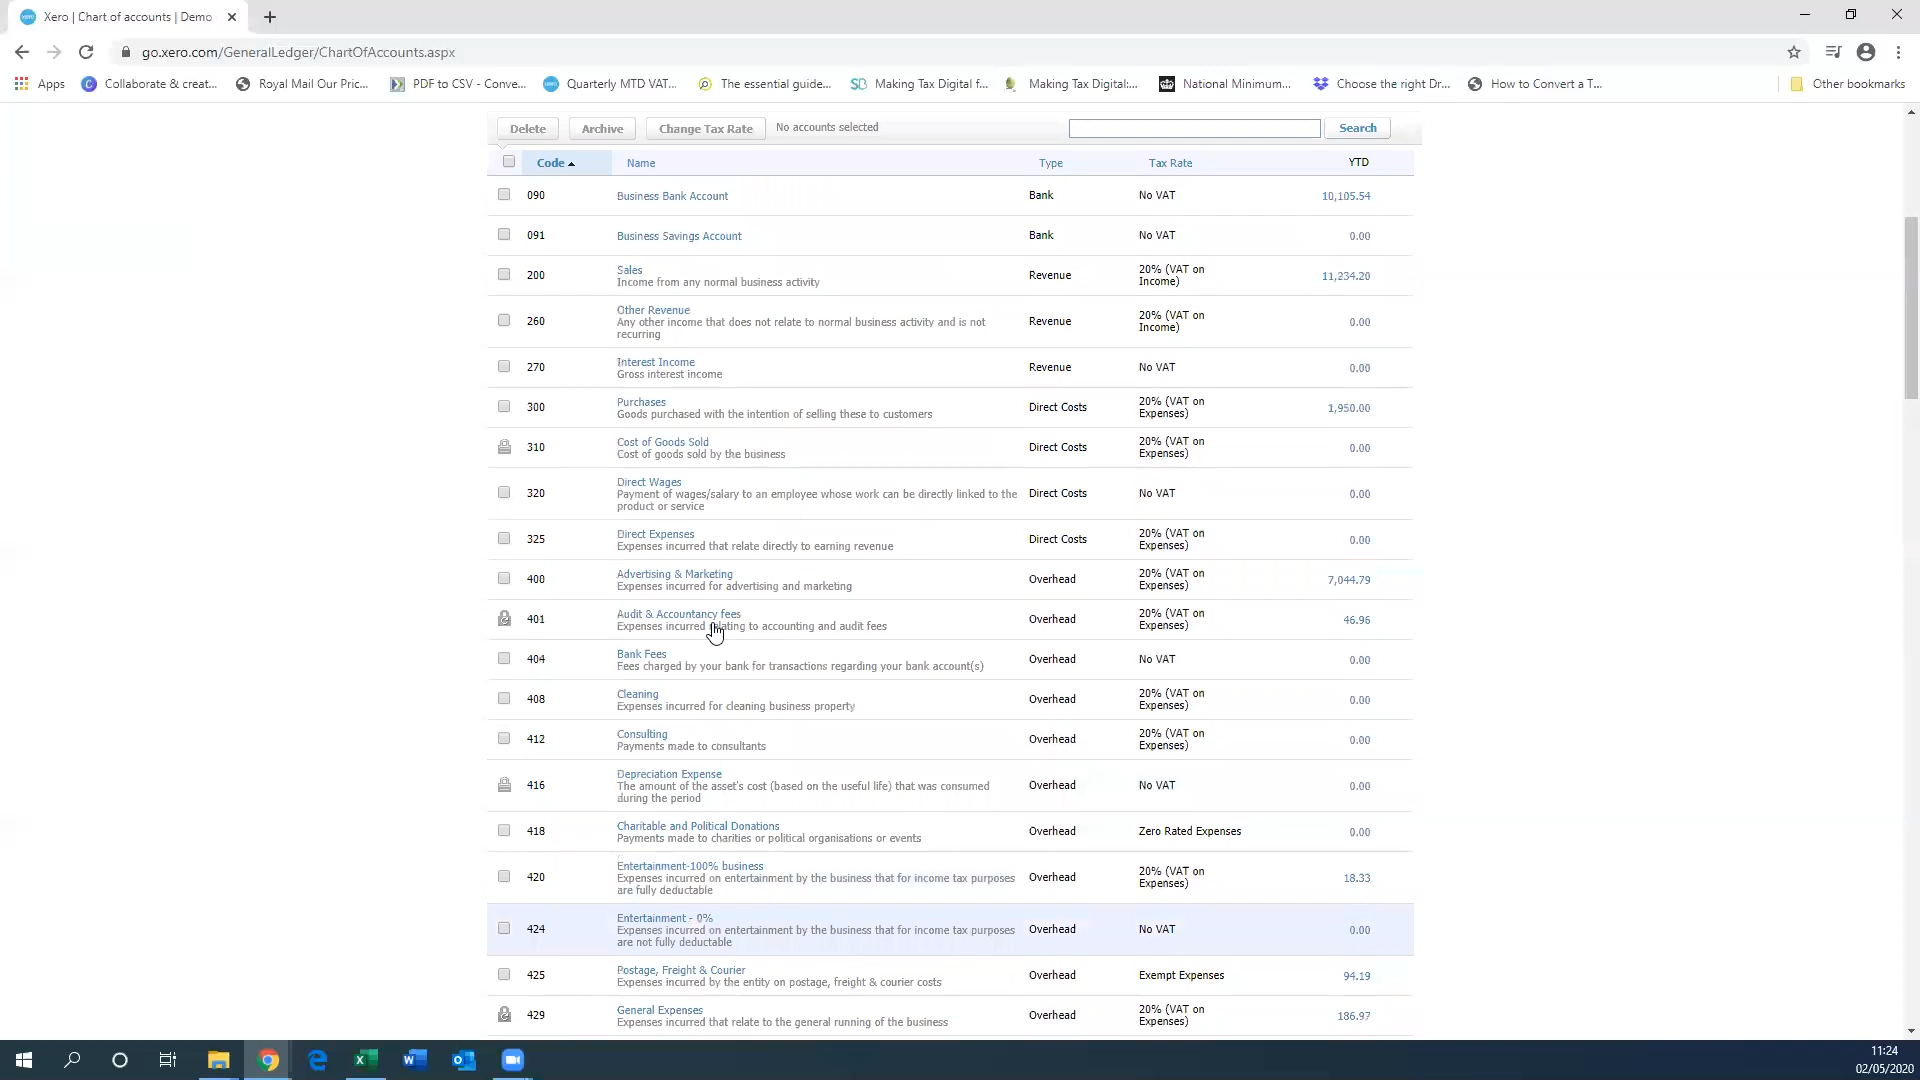 Xero | Chart of accounts | Demo
go.xero.com/GeneralLedger/ChartOfAccounts.aspx
Apps Collaborate & creat... Royal Mail Our Pric... PDF to CSV - Conve... Quarterly MTD VAT... The essential guide... Making Tax Digital f... Making Tax Digital:... National Minimum... Choose the right Dr... How to Convert a T... Other bookmarks
Delete Archive Change Tax Rate No accounts selected Search
Code Name Type Tax Rate YTD
090 Business Bank Account Bank No VAT 10,105.54
091 Business Savings Account Bank No VAT 0.00
200 Sales Revenue 20% (VAT on 11,234.20
Income from any normal business activity Income)
260 Other Revenue Revenue 20% (VAT on 0.00
Any other income that does not relate to normal business activity and is not Income)
recurring
270 Interest Income Revenue No VAT 0.00
Gross interest income
300 Purchases Direct Costs 20% (VAT on 1,950.00
Goods purchased with the intention of selling these to customers Expenses)
310 Cost of Goods Sold Direct Costs 20% (VAT on 0.00
Cost of goods sold by the business Expenses)
320 Direct Wages Direct Costs No VAT 0.00
Payment of wages/salary to an employee whose work can be directly linked to the
product or service
325 Direct Expenses Direct Costs 20% (VAT on 0.00
Expenses incurred that relate directly to earning revenue Expenses)
400 Advertising & Marketing Overhead 20% (VAT on 7,044.79
Expenses incurred for advertising and marketing Expenses)
401 Audit & Accountancy fees Overhead 20% (VAT on 46.96
Expenses incurred relating to accounting and audit fees Expenses)
404 Bank Fees Overhead No VAT 0.00
Fees charged by your bank for transactions regarding your bank account(s)
408 Cleaning Overhead 20% (VAT on 0.00
Expenses incurred for cleaning business property Expenses)
412 Consulting Overhead 20% (VAT on 0.00
Payments made to consultants Expenses)
416 Depreciation Expense Overhead No VAT 0.00
The amount of the asset's cost (based on the useful life) that was consumed
during the period
418 Charitable and Political Donations Overhead Zero Rated Expenses 0.00
Payments made to charities or political organisations or events
420 Entertainment-100% business Overhead 20% (VAT on 18.33
Expenses incurred on entertainment by the business that for income tax purposes Expenses)
are fully deductable
424 Entertainment - 0% Overhead No VAT 0.00
Expenses incurred on entertainment by the business that for income tax purposes
are not fully deductable
425 Postage, Freight & Courier Overhead Exempt Expenses 94.19
Expenses incurred by the entity on postage, freight & courier costs
429 General Expenses Overhead 20% (VAT on 186.97
Expenses incurred that relate to the general running of the business Expenses)
11:24
02/05/2020